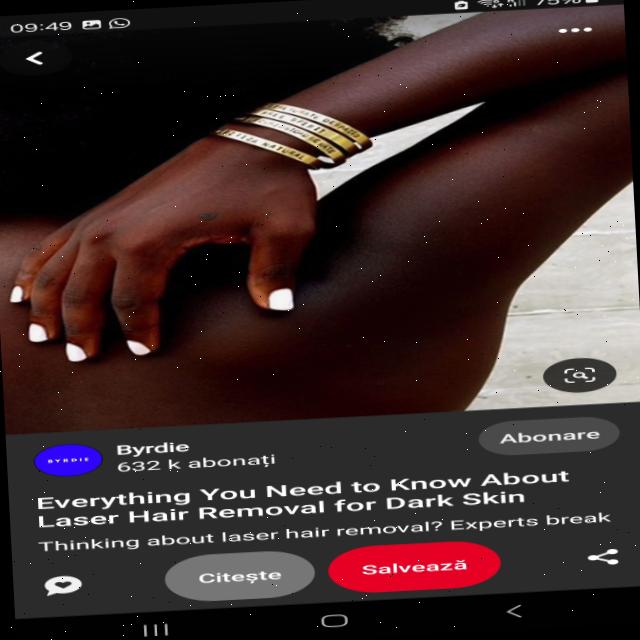 09:49
75%
BYRDIE
Byrdie
632 k abonați
Abonare
Everything You Need to Know About
Laser Hair Removal for Dark Skin
Thinking about laser hair removal? Experts break
Citește
Salvează